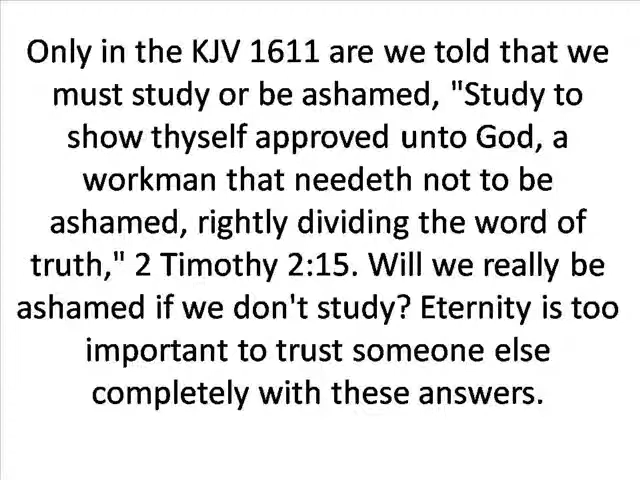 Only in the KJV 1611 are we told that we
must study or be ashamed, "Study to
show thyself approved unto God, a
workman that needeth not to be
ashamed, rightly dividing the word of
truth," 2 Timothy 2:15. Will we really be
ashamed if we don't study? Eternity is too
important to trust someone else
completely with these answers.